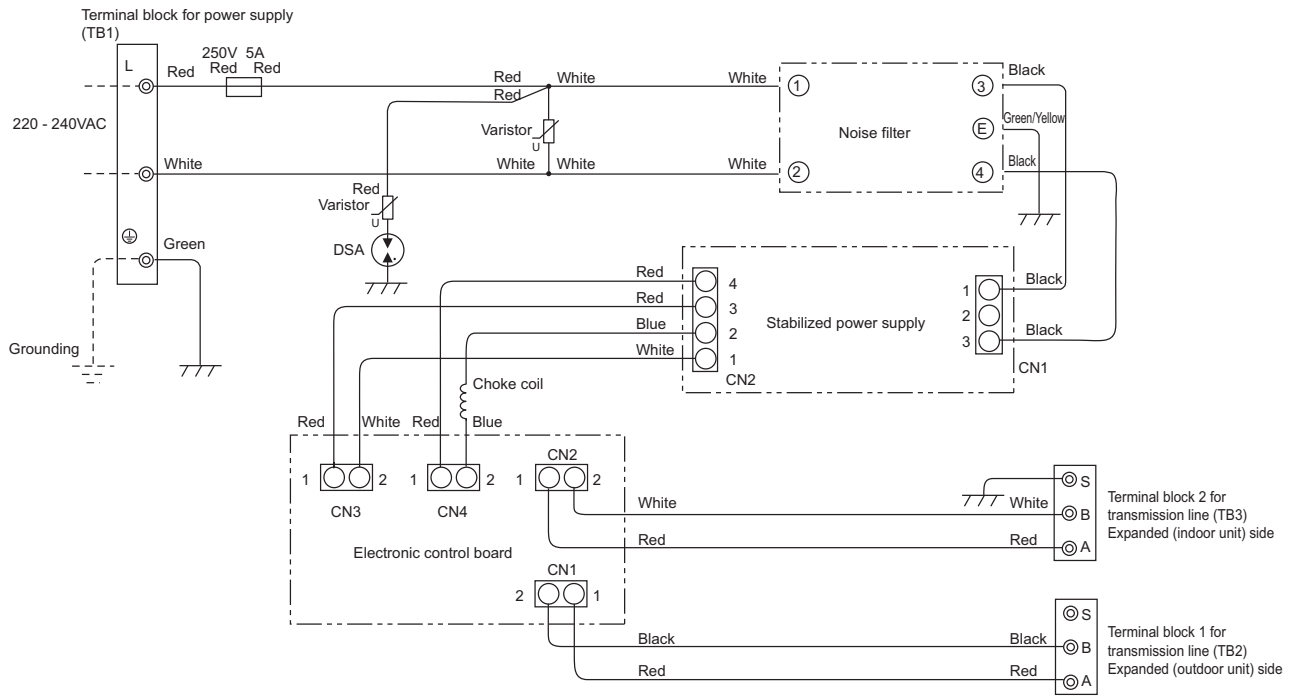 Terminal block for power supply
(TB1)
250V 5A
L
Red
Red
Red
Red
White
White
Black
Red
1
3
Green/Yellow
220 - 240VAC
Varistor
U
Noise filter
E
White
White
White
White
Black
2
4
Red
Varistor
U
Green
DSA
Red
4
Black
1
Red
3
Blue
2
Stabilized power supply
2
Black
3
Grounding
White
1
CN2
CN1
Choke coil
Red
White
Red
Blue
CN2
1
2
1
2
1
2
S
CN3
CN4
White
White
B
Terminal block 2 for
transmission line (TB3)
Expanded (indoor unit) side
Red
Red
A
Electronic control board
CN1
2
1
S
Black
Black
B
Terminal block 1 for
transmission line (TB2)
Expanded (outdoor unit) side
Red
Red
A